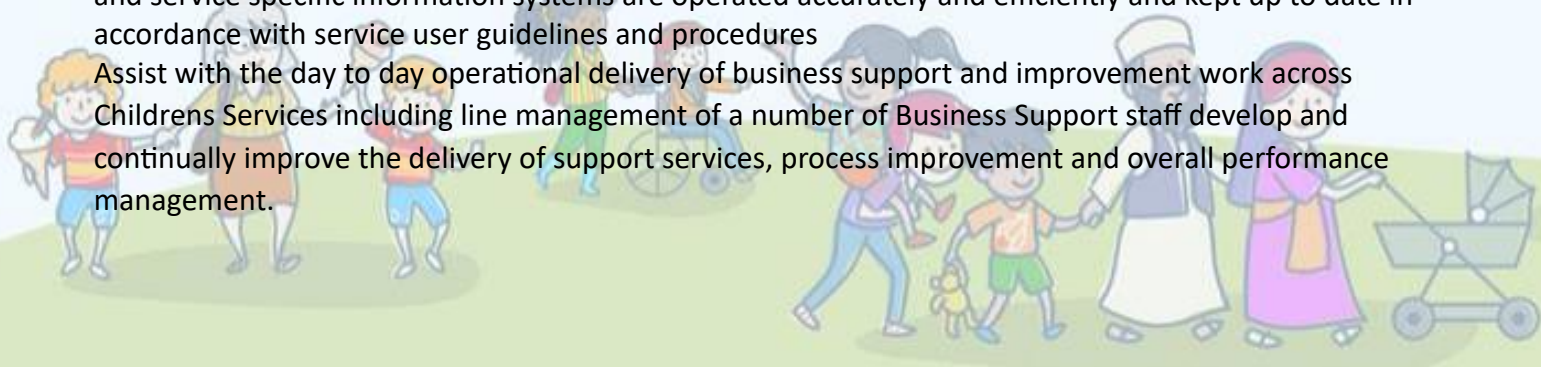 and service specific information systems are operated accurately and efficiently and kept up to date in
accordance with service user guidelines and procedures
Assist with the day to day operational delivery of business support and improvement work across
Childrens Services including line management of a number of Business Support staff develop and
continually improve the delivery of support services, process improvement and overall performance
management.